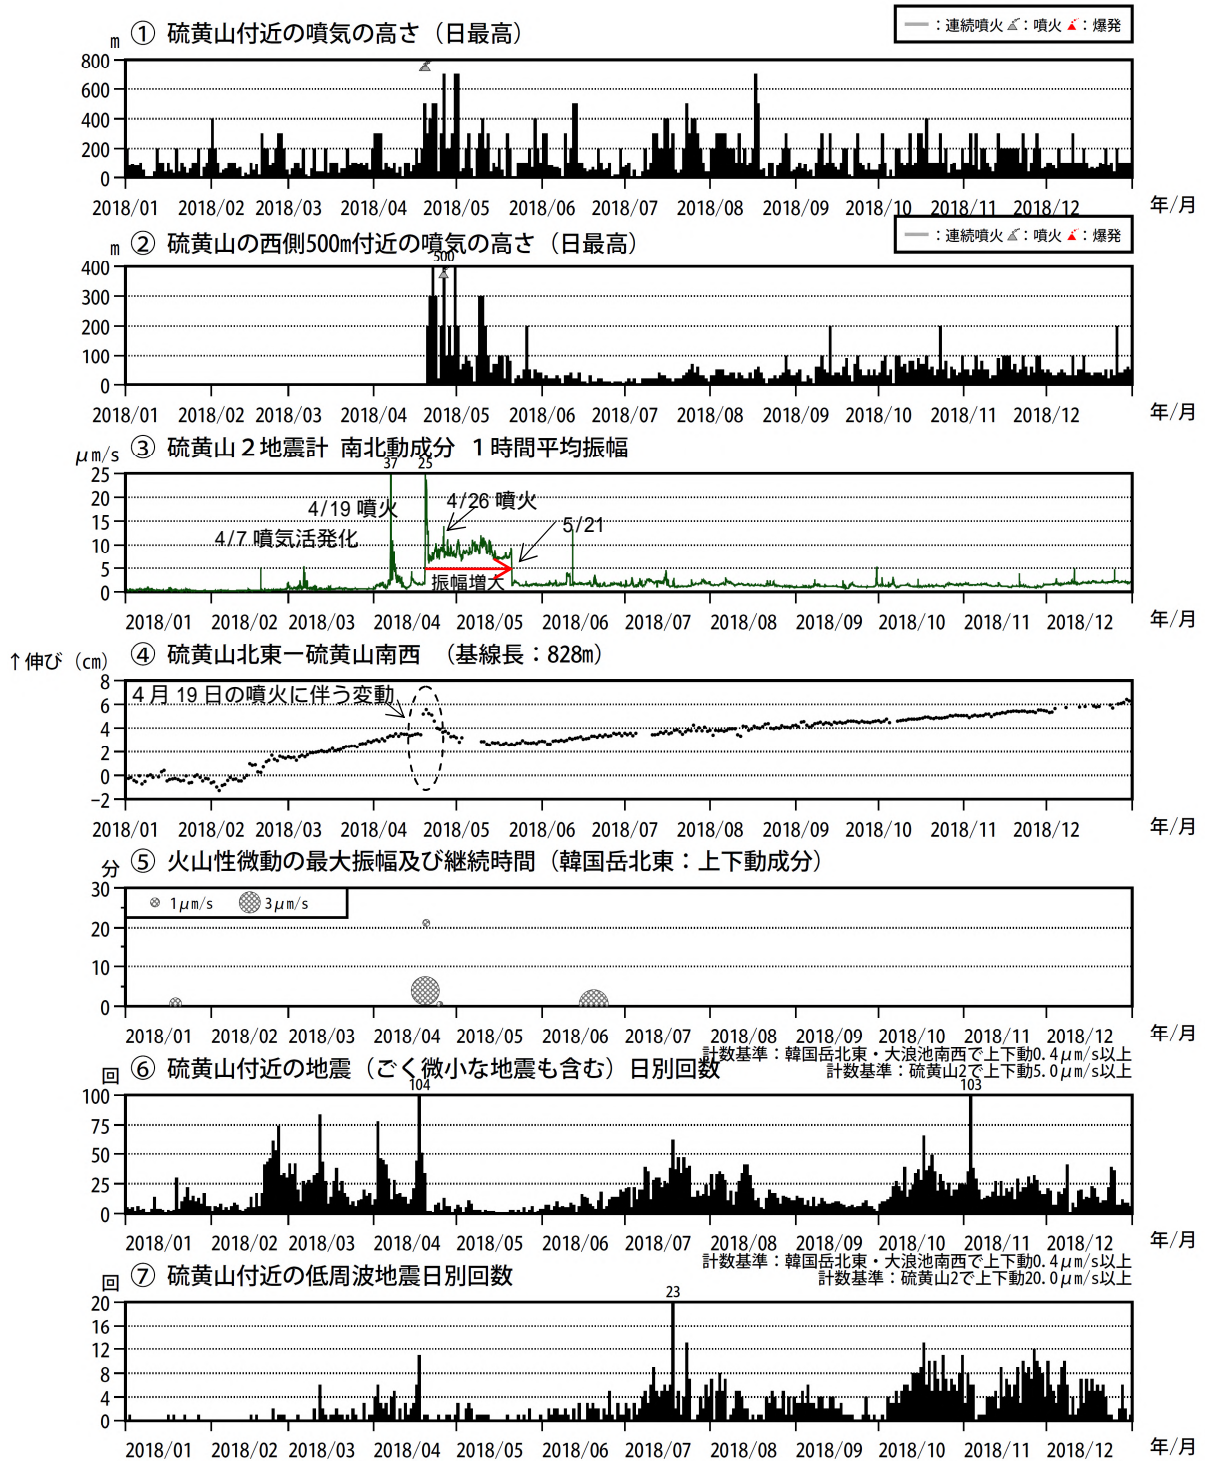 ━：連続噴火 ：噴火 ：爆発
m ① 硫黄山付近の噴気の高さ（日最高）
800
600
400
200
0
2018/01 2018/02 2018/03 2018/04 2018/05 2018/06 2018/07 2018/08 2018/09 2018/10 2018/11 2018/12 年/月
━：連続噴火 ：噴火 ：爆発
m ② 硫黄山の西側500m付近の噴気の高さ（日最高）
500
400
300
200
100
0
2018/01 2018/02 2018/03 2018/04 2018/05 2018/06 2018/07 2018/08 2018/09 2018/10 2018/11 2018/12 年/月
μm/s ③ 硫黄山２地震計 南北動成分 １時間平均振幅
37 25
25
20
15
10
5
0
4/19 噴火
4/26 噴火
4/7 噴気活発化
5/21
振幅増大
2018/01 2018/02 2018/03 2018/04 2018/05 2018/06 2018/07 2018/08 2018/09 2018/10 2018/11 2018/12 年/月
↑伸び（cm） ④ 硫黄山北東ー硫黄山南西 （基線長：828m）
8
6
4
2
0
−2
４月 19 日の噴火に伴う変動
2018/01 2018/02 2018/03 2018/04 2018/05 2018/06 2018/07 2018/08 2018/09 2018/10 2018/11 2018/12 年/月
分 ⑤ 火山性微動の最大振幅及び継続時間（韓国岳北東：上下動成分）
30
20
10
0
1μm/s 3μm/s
2018/01 2018/02 2018/03 2018/04 2018/05 2018/06 2018/07 2018/08 2018/09 2018/10 2018/11 2018/12 年/月
計数基準：韓国岳北東・大浪池南西で上下動0.4μm/s以上
回 ⑥ 硫黄山付近の地震（ごく微小な地震も含む）日別回数
計数基準：硫黄山2で上下動5.0μm/s以上
104 103
100
75
50
25
0
2018/01 2018/02 2018/03 2018/04 2018/05 2018/06 2018/07 2018/08 2018/09 2018/10 2018/11 2018/12 年/月
計数基準：韓国岳北東・大浪池南西で上下動0.4μm/s以上
回 ⑦ 硫黄山付近の低周波地震日別回数
計数基準：硫黄山2で上下動20.0μm/s以上
23
20
16
12
8
4
0
2018/01 2018/02 2018/03 2018/04 2018/05 2018/06 2018/07 2018/08 2018/09 2018/10 2018/11 2018/12 年/月